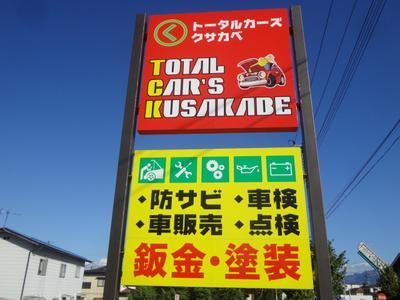 トータルカーズ
クサカベ
TOTAL
CAR'S
KUSAKABE
・防サビ・車検
・車販売・点検
鈑金・塗装